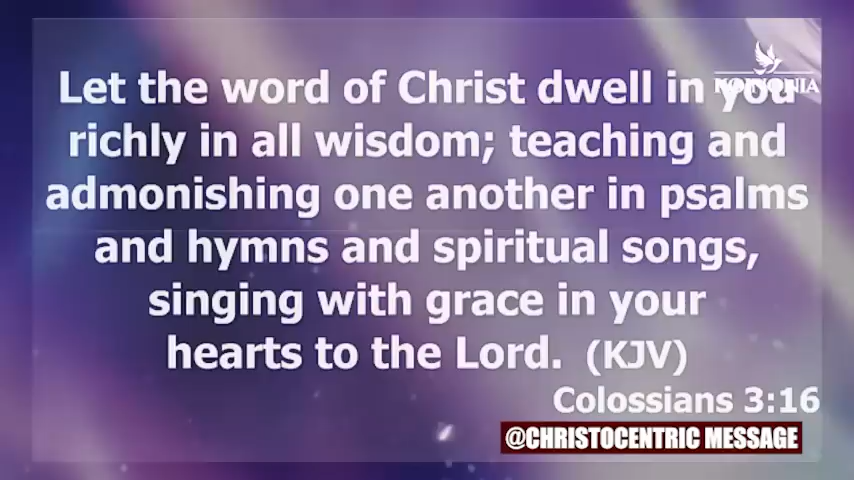 KOINONIA
Let the word of Christ dwell in you
richly in all wisdom; teaching and
admonishing one another in psalms
and hymns and spiritual songs,
singing with grace in your
hearts to the Lord. (KJV)
Colossians 3:16
@CHRISTOCENTRIC MESSAGE